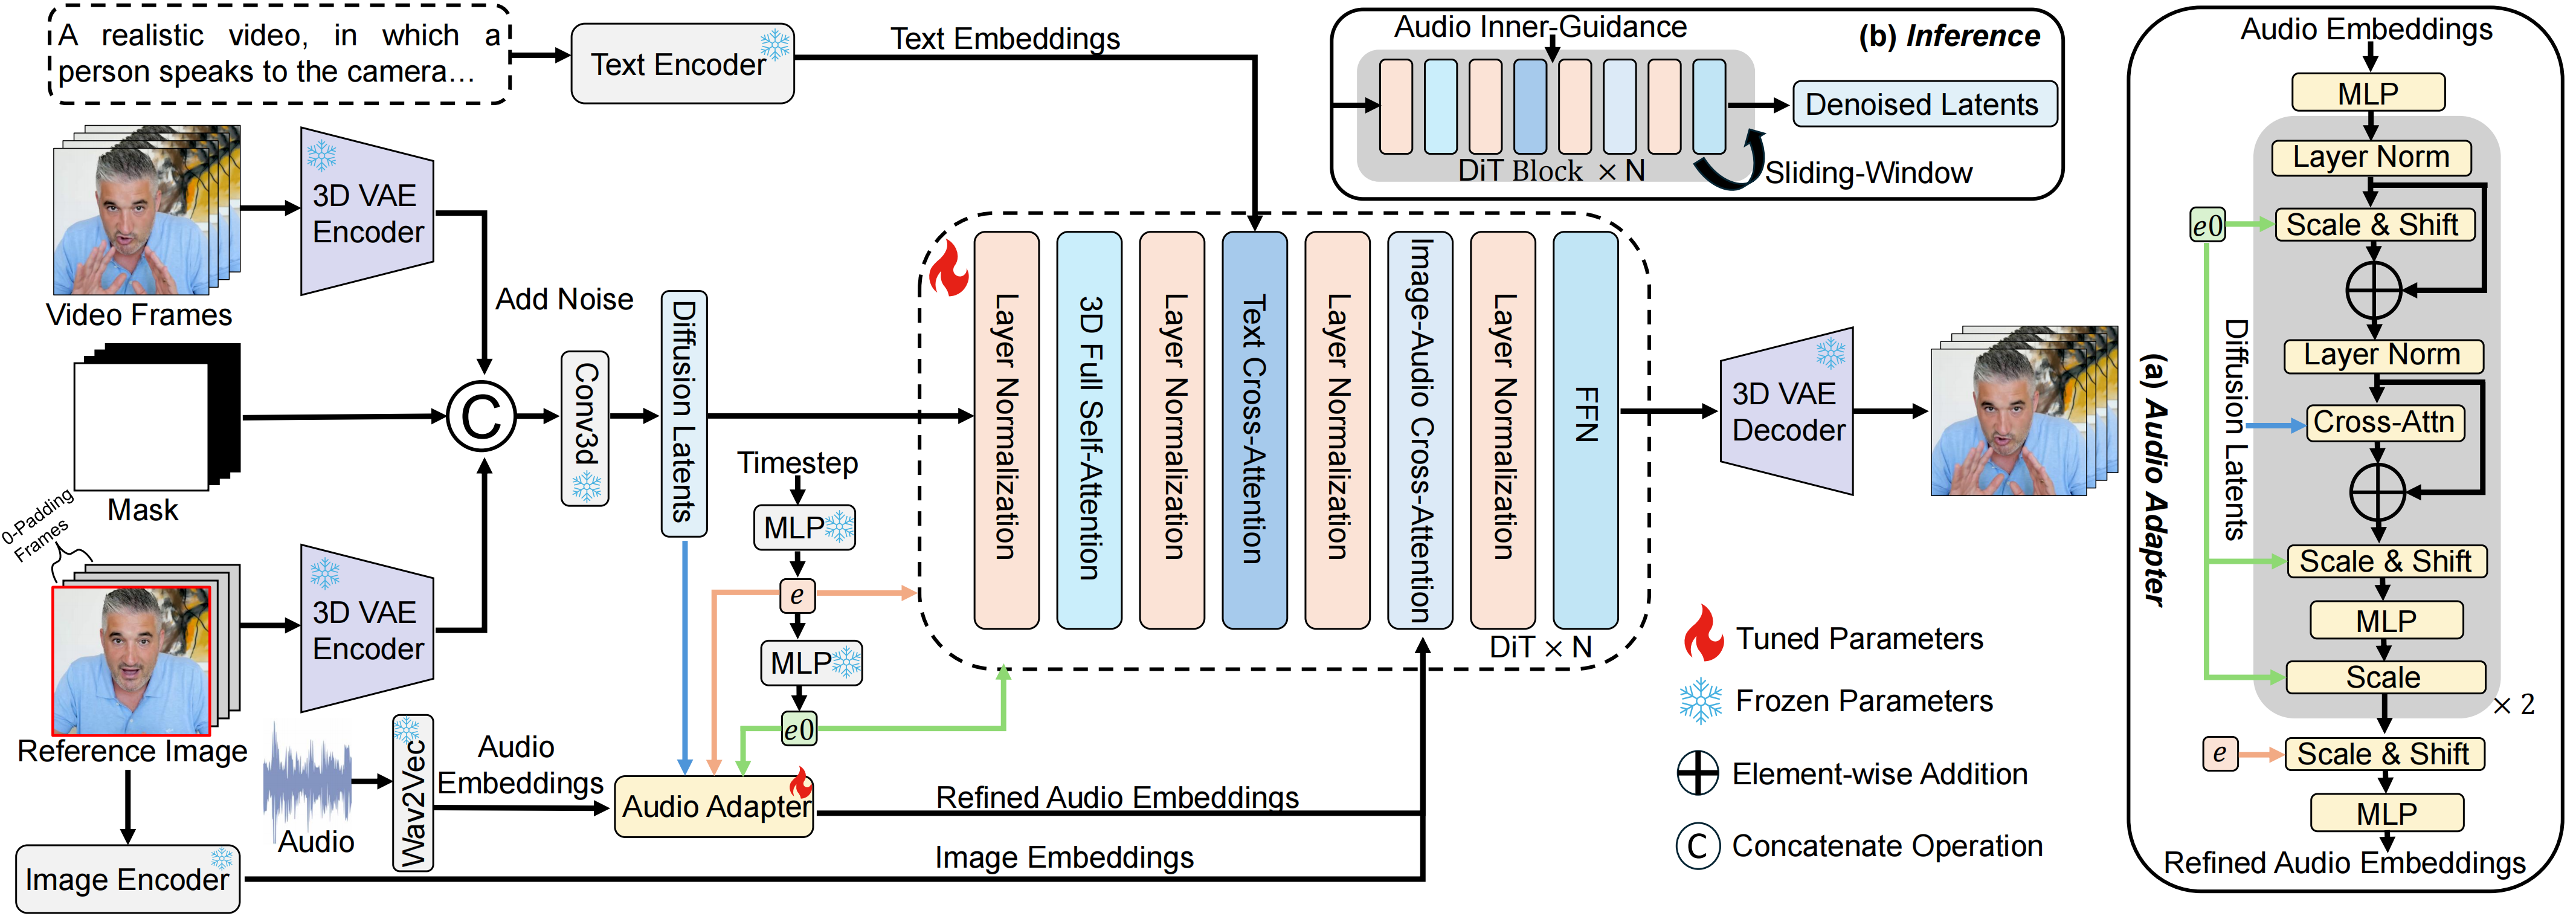 A realistic video, in which a
person speaks to the camera...
Text Encoder
Text Embeddings
Video Frames
3D VAE
Encoder
Add Noise
Mask
0-Padding
Frames
Reference Image
3D VAE
Encoder
C
Conv3d
Diffusion Latents
Timestep
MLP
e
MLP
e0
Audio
Wav2Vec
Audio
Embeddings
Audio Adapter
Refined Audio Embeddings
Image Encoder
Image Embeddings
Layer Normalization
3D Full Self-Attention
Layer Normalization
Text Cross-Attention
Layer Normalization
Image-Audio Cross-Attention
Layer Normalization
FFN
DiT × N
3D VAE
Decoder
Audio Inner-Guidance
(b) Inference
DiT Block × N
Denoised Latents
Sliding-Window
Tuned Parameters
Frozen Parameters
Element-wise Addition
C
Concatenate Operation
(a) Audio Adapter
Audio Embeddings
MLP
Layer Norm
e0
Scale & Shift
Layer Norm
Diffusion Latents
Cross-Attn
Scale & Shift
MLP
Scale
× 2
e
Scale & Shift
MLP
Refined Audio Embeddings